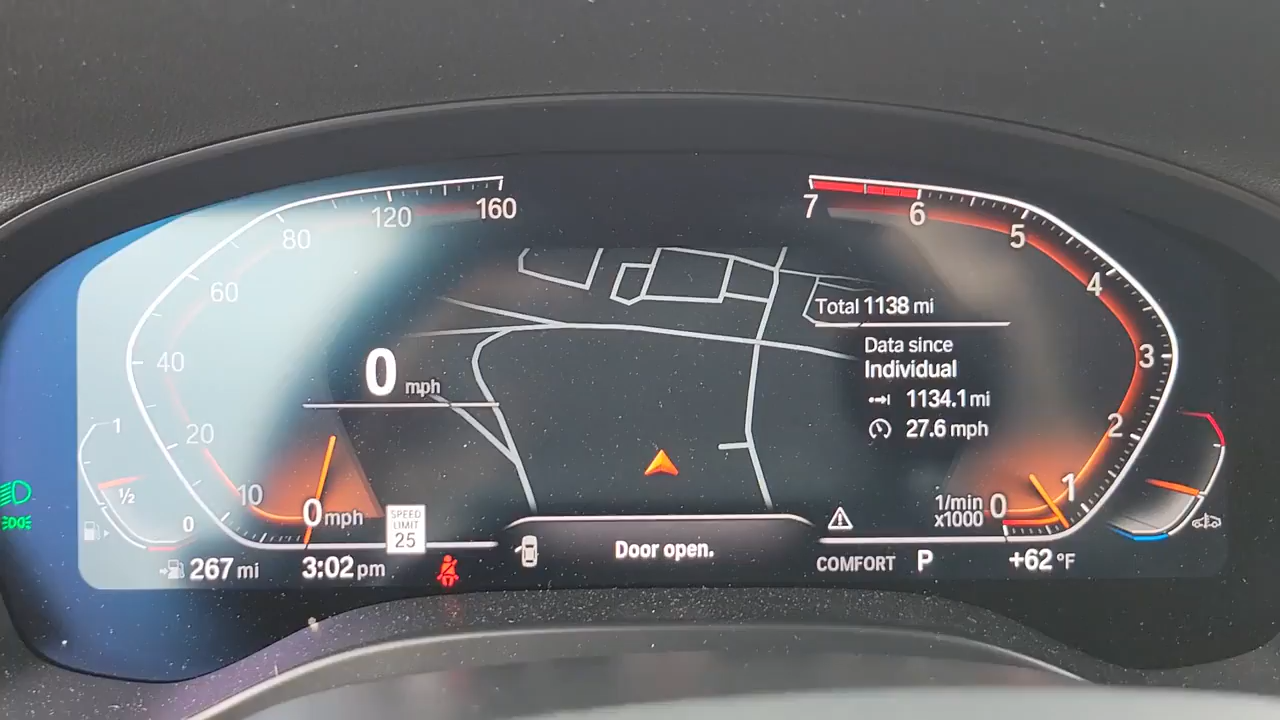 160
120
80
60
40
20
10
0 mph
0 mph
1
½
0
SPEED
LIMIT
25
267 mi
3:02 pm
Door open.
7
6
5
4
3
2
1
0
1/min
x1000
Total 1138 mi
Data since
Individual
1134.1 mi
27.6 mph
COMFORT P
+62 °F